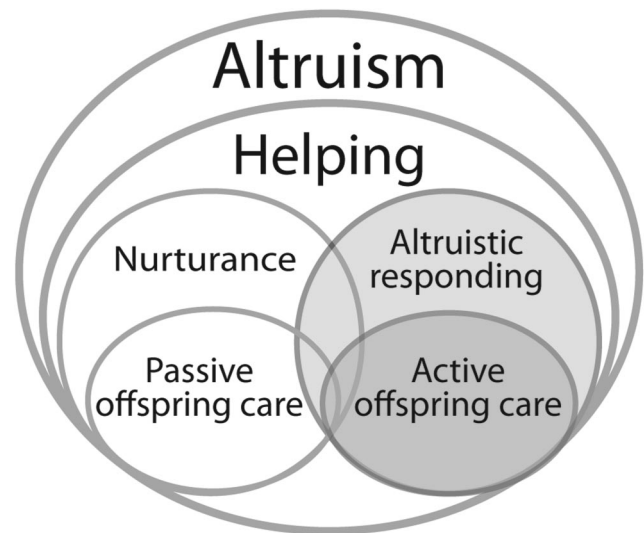 Altruism
Helping
Nurturance
Altruistic
responding
Passive
offspring care
Active
offspring care